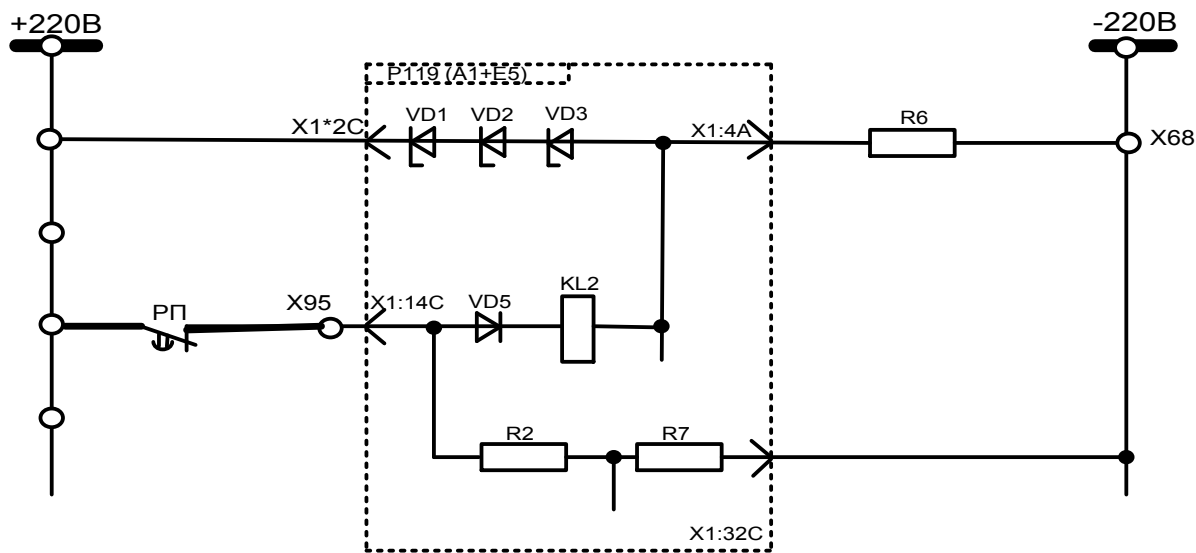 +220В
-220В
Р119 (А1+Е5)
VD1
VD2
VD3
X1*2C
X1:4A
R6
X68
KL2
РП
X95
X1:14C
VD5
R2
R7
X1:32C